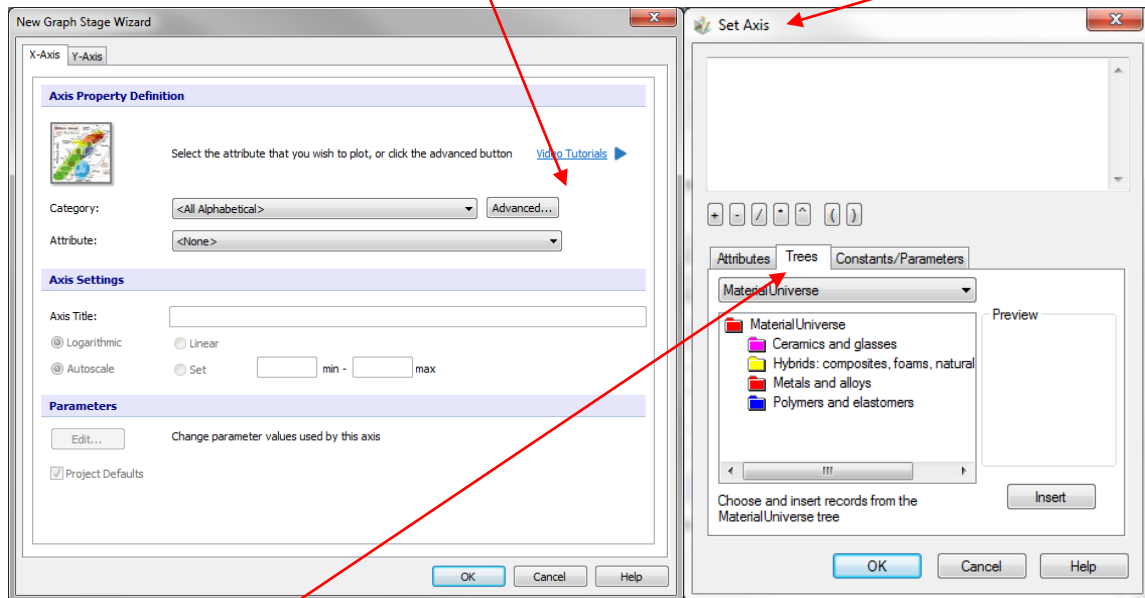 New Graph Stage Wizard
X-Axis Y-Axis
Axis Property Definition
Select the attribute that you wish to plot, or click the advanced button Video Tutorials
Category: <All Alphabetical> Advanced...
Attribute: <None>
Axis Settings
Axis Title:
Logarithmic Linear
Autoscale Set min - max
Parameters
Edit... Change parameter values used by this axis
Project Defaults
OK Cancel Help
Set Axis
+ - / * ^ ( )
Attributes Trees Constants/Parameters
MaterialUniverse
MaterialUniverse
Ceramics and glasses
Hybrids: composites, foams, natural
Metals and alloys
Polymers and elastomers
Preview
Choose and insert records from the
MaterialUniverse tree
Insert
OK Cancel Help